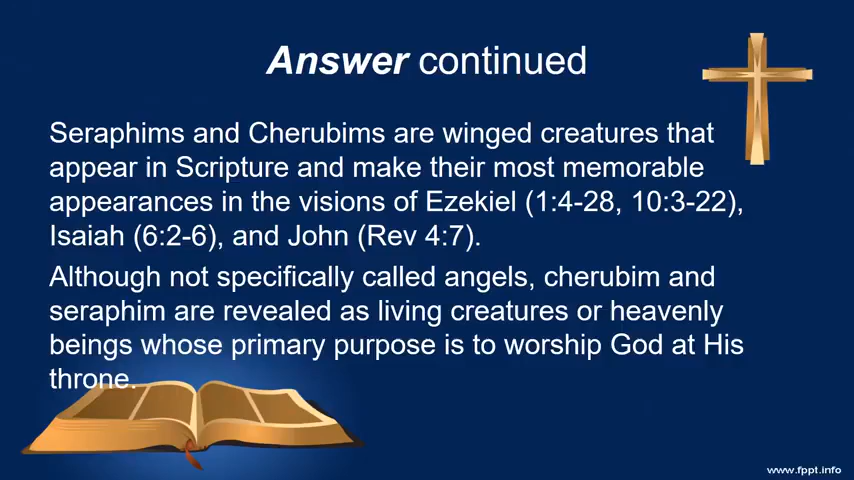 Answer continued
Seraphims and Cherubims are winged creatures that
appear in Scripture and make their most memorable
appearances in the visions of Ezekiel (1:4-28, 10:3-22),
Isaiah (6:2-6), and John (Rev 4:7).
Although not specifically called angels, cherubim and
seraphim are revealed as living creatures or heavenly
beings whose primary purpose is to worship God at His
throne.
www.fppt.info